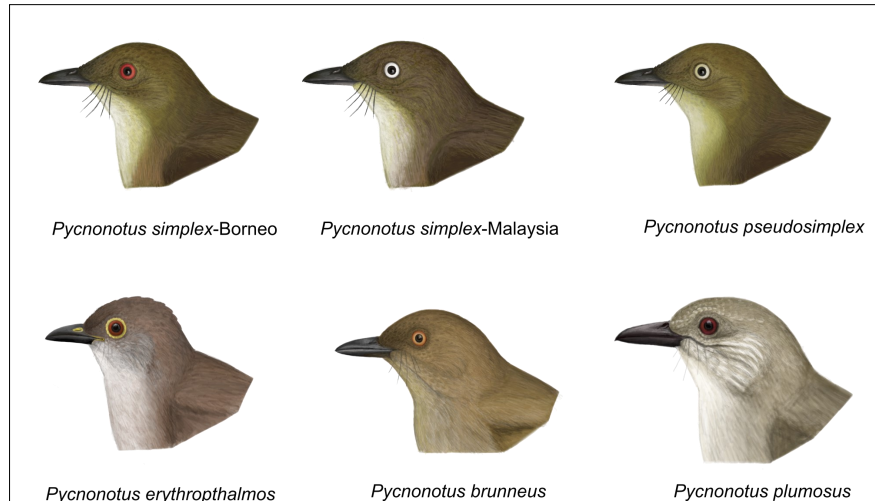 Pycnonotus simplex-Borneo
Pycnonotus simplex-Malaysia
Pycnonotus pseudosimplex
Pycnonotus erythropthalmos
Pycnonotus brunneus
Pycnonotus plumosus